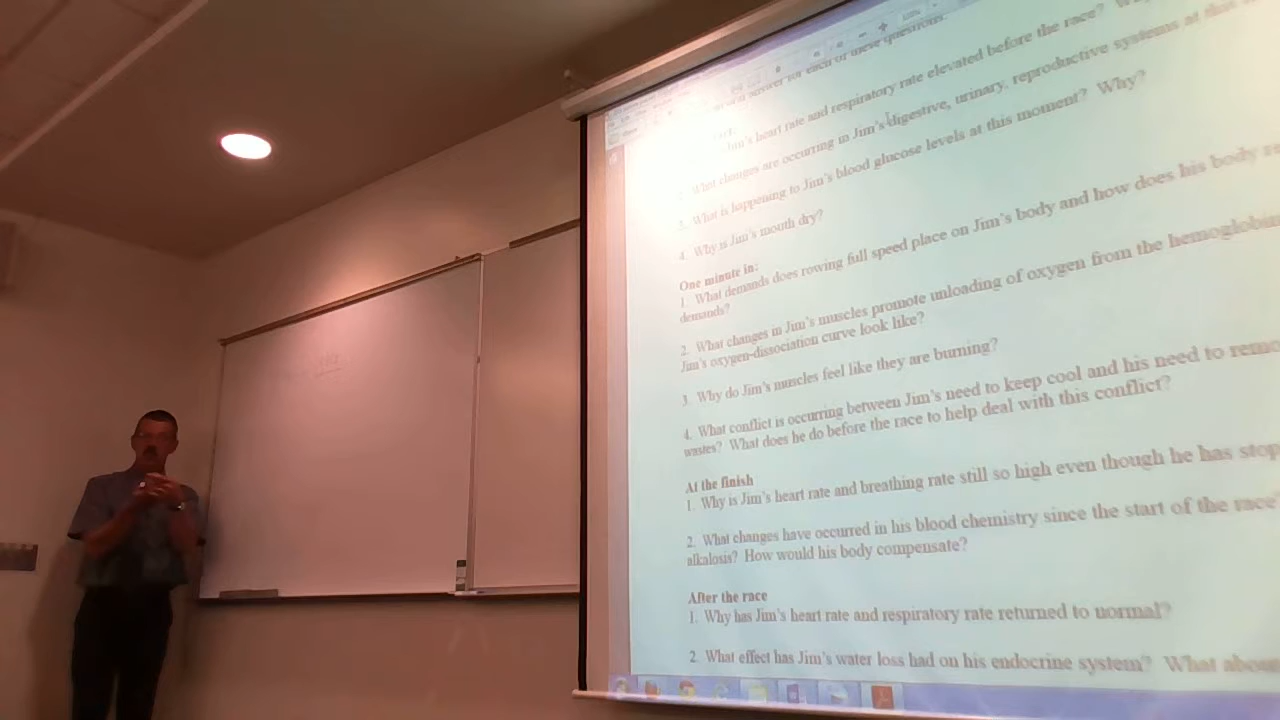 answer for each of these questions.
Jim's heart rate and respiratory rate elevated before the race?
What changes are occurring in Jim's digestive, urinary, reproductive systems at that
3. What is happening to Jim's blood glucose levels at this moment? Why?
4. Why is Jim's mouth dry?
One minute in:
1. What demands does rowing full speed place on Jim's body and how does his body
demands?
2. What changes in Jim's muscles promote unloading of oxygen from the hemoglobin
Jim's oxygen-dissociation curve look like?
3. Why do Jim's muscles feel like they are burning?
4. What conflict is occurring between Jim's need to keep cool and his need to remo
wastes? What does he do before the race to help deal with this conflict?
At the finish
1. Why is Jim's heart rate and breathing rate still so high even though he has stop
2. What changes have occurred in his blood chemistry since the start of the race?
alkalosis? How would his body compensate?
After the race
1. Why has Jim's heart rate and respiratory rate returned to normal?
2. What effect has Jim's water loss had on his endocrine system? What abou